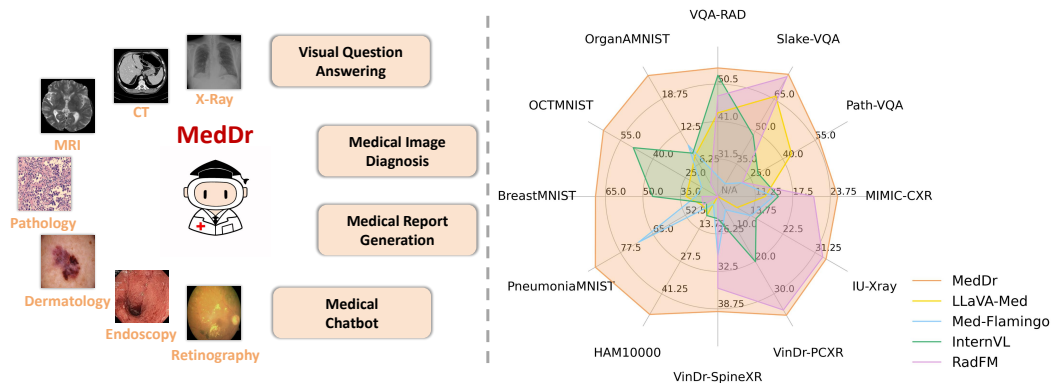 X-Ray
CT
MRI
Pathology
Dermatology
Endoscopy
Retinography
MedDr
Visual Question
Answering
Medical Image
Diagnosis
Medical Report
Generation
Medical
Chatbot
VQA-RAD
OrganAMNIST
Slake-VQA
OCTMNIST
Path-VQA
BreastMNIST
MIMIC-CXR
PneumoniaMNIST
IU-Xray
HAM10000
VinDr-PCXR
VinDr-SpineXR
50.5
41.0
31.5
65.0
50.0
35.0
55.0
40.0
25.0
23.75
17.5
11.25
31.25
22.5
13.75
30.0
20.0
10.0
38.75
32.5
26.25
41.25
27.5
13.7
77.5
65.0
52.5
65.0
50.0
35.0
55.0
40.0
25.0
18.75
12.5
6.25
N/A
MedDr
LLaVA-Med
Med-Flamingo
InternVL
RadFM